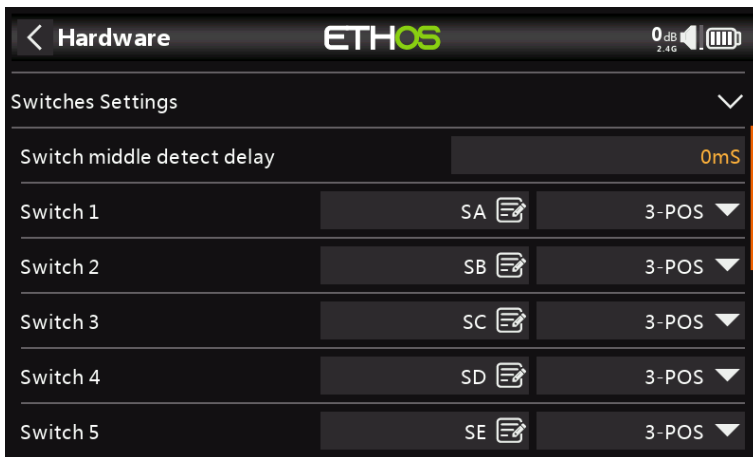 Hardware ETHOS 0dB 2.4G
Switches Settings
Switch middle detect delay 0mS
Switch 1 SA 3-POS
Switch 2 SB 3-POS
Switch 3 SC 3-POS
Switch 4 SD 3-POS
Switch 5 SE 3-POS